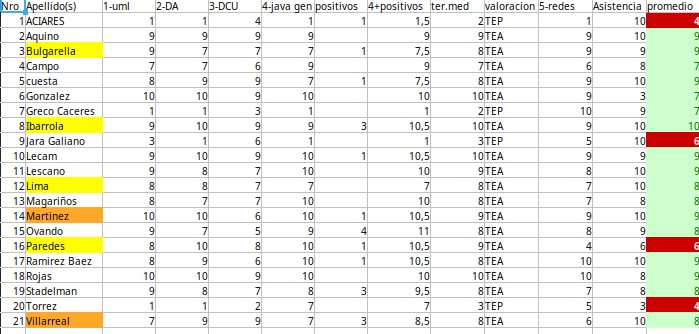 Nro Apellido(s) 1-uml 2-DA 3-DCU 4-java gen positivos 4+positivos ter.med valoracion 5-redes Asistencia promedio
1 ACIARES 1 1 4 1 1 1,5 2 TEP 1 10 4
2 Aquino 9 9 9 9 9 9 TEA 9 10 9
3 Bulgarella 9 7 7 7 1 7,5 8 TEA 9 10 9
4 Campo 7 7 6 9 9 7 TEA 6 8 7
5 cuesta 8 9 9 7 1 7,5 8 TEA 9 10 9
6 Gonzalez 10 10 9 10 10 10 TEA 9 3 7
7 Greco Caceres 1 1 3 1 1 2 TEP 10 9 7
8 Ibarrola 9 10 9 9 3 10,5 10 TEA 9 10 10
9 Jara Galiano 3 1 6 1 1 3 TEP 5 10 6
10 Lecam 9 10 9 10 1 10,5 10 TEA 9 9 9
11 Lescano 9 8 7 10 10 9 TEA 8 10 9
12 Lima 8 8 7 7 7 8 TEA 7 10 8
13 Magariños 8 7 7 10 10 8 TEA 7 8 8
14 Martinez 10 10 6 10 1 10,5 9 TEA 9 10 9
15 Ovando 9 7 5 9 4 11 8 TEA 8 9 8
16 Paredes 8 10 8 10 1 10,5 9 TEA 4 6 6
17 Ramirez Baez 8 9 6 10 1 10,5 8 TEA 10 10 9
18 Rojas 10 10 9 10 10 10 TEA 10 8 9
19 Stadelman 9 8 7 8 3 9,5 8 TEA 7 8 8
20 Torrez 1 1 2 7 7 3 TEP 5 3 4
21 Villarreal 7 9 9 7 3 8,5 8 TEA 6 10 8